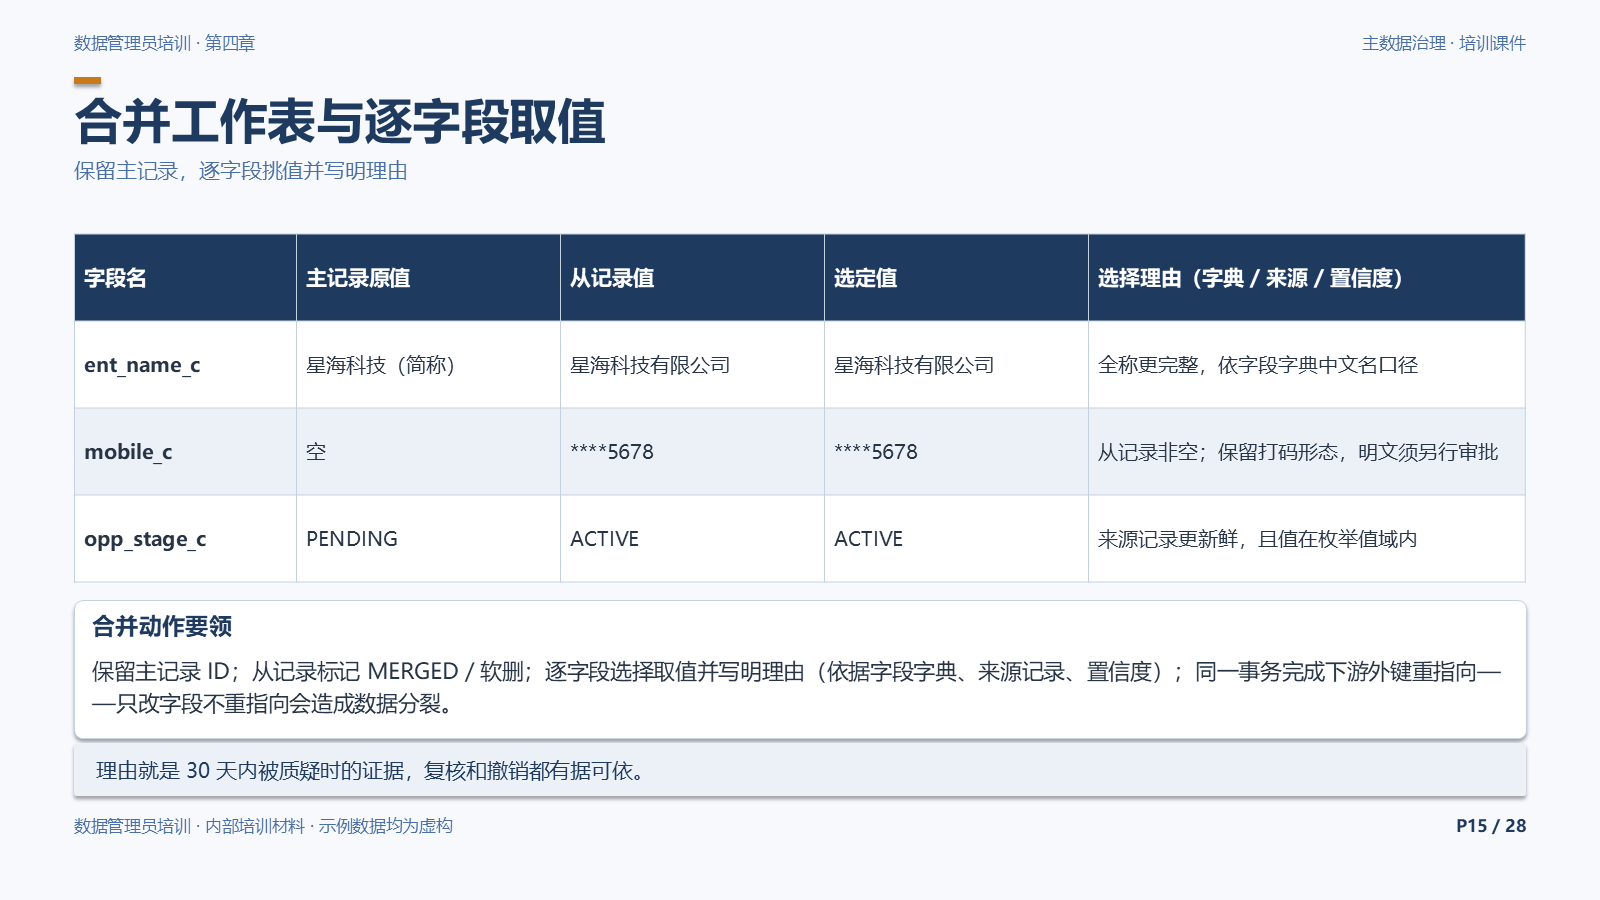 数据管理员培训 · 第四章
主数据治理 · 培训课件
合并工作表与逐字段取值
保留主记录，逐字段挑值并写明理由
字段名 主记录原值 从记录值 选定值 选择理由（字典 / 来源 / 置信度）
ent_name_c 星海科技（简称） 星海科技有限公司 星海科技有限公司 全称更完整，依字段字典中文名口径
mobile_c 空 ****5678 ****5678 从记录非空；保留打码形态，明文须另行审批
opp_stage_c PENDING ACTIVE ACTIVE 来源记录更新鲜，且值在枚举值域内
合并动作要领
保留主记录 ID；从记录标记 MERGED / 软删；逐字段选择取值并写明理由（依据字段字典、来源记录、置信度）；同一事务完成下游外键重指向—
—只改字段不重指向会造成数据分裂。
理由就是 30 天内被质疑时的证据，复核和撤销都有据可依。
数据管理员培训 · 内部培训材料 · 示例数据均为虚构
P15 / 28